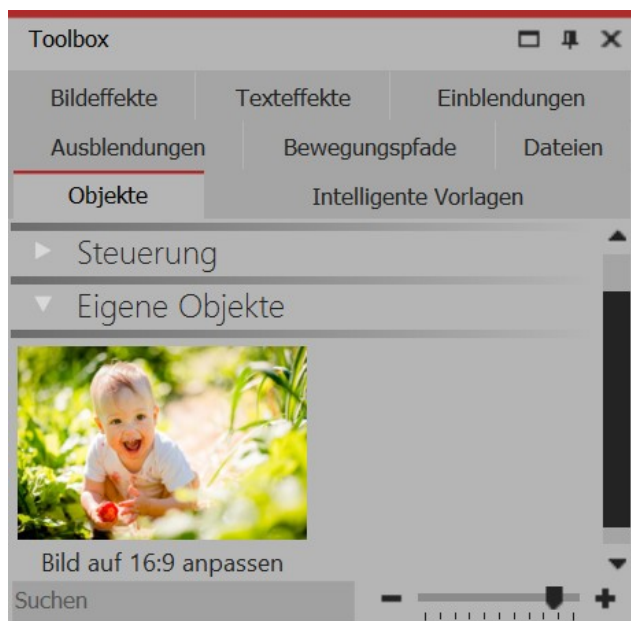 Toolbox
Bildeffekte Texteffekte Einblendungen
Ausblendungen Bewegungspfade Dateien
Objekte Intelligente Vorlagen
Steuerung
Eigene Objekte
Bild auf 16:9 anpassen
Suchen